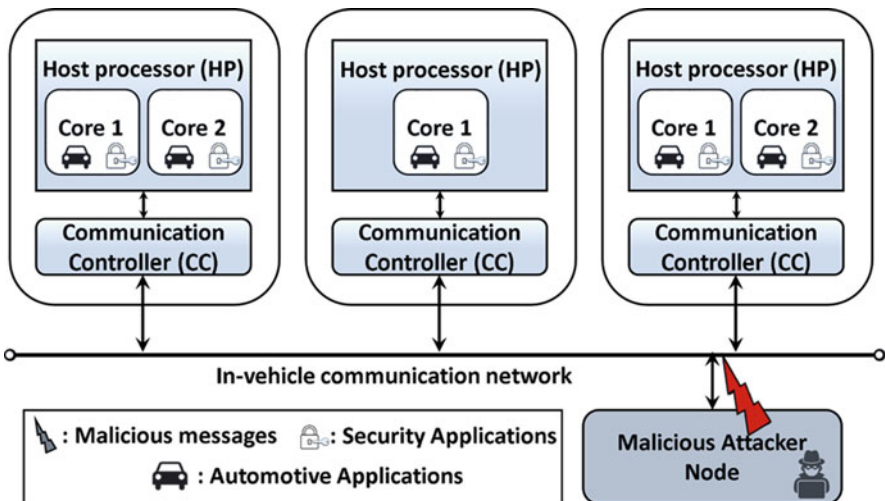 Host processor (HP)
Core 1
Core 2
Communication
Controller (CC)
Host processor (HP)
Core 1
Communication
Controller (CC)
Host processor (HP)
Core 1
Core 2
Communication
Controller (CC)
In-vehicle communication network
: Malicious messages
: Security Applications
: Automotive Applications
Malicious Attacker
Node